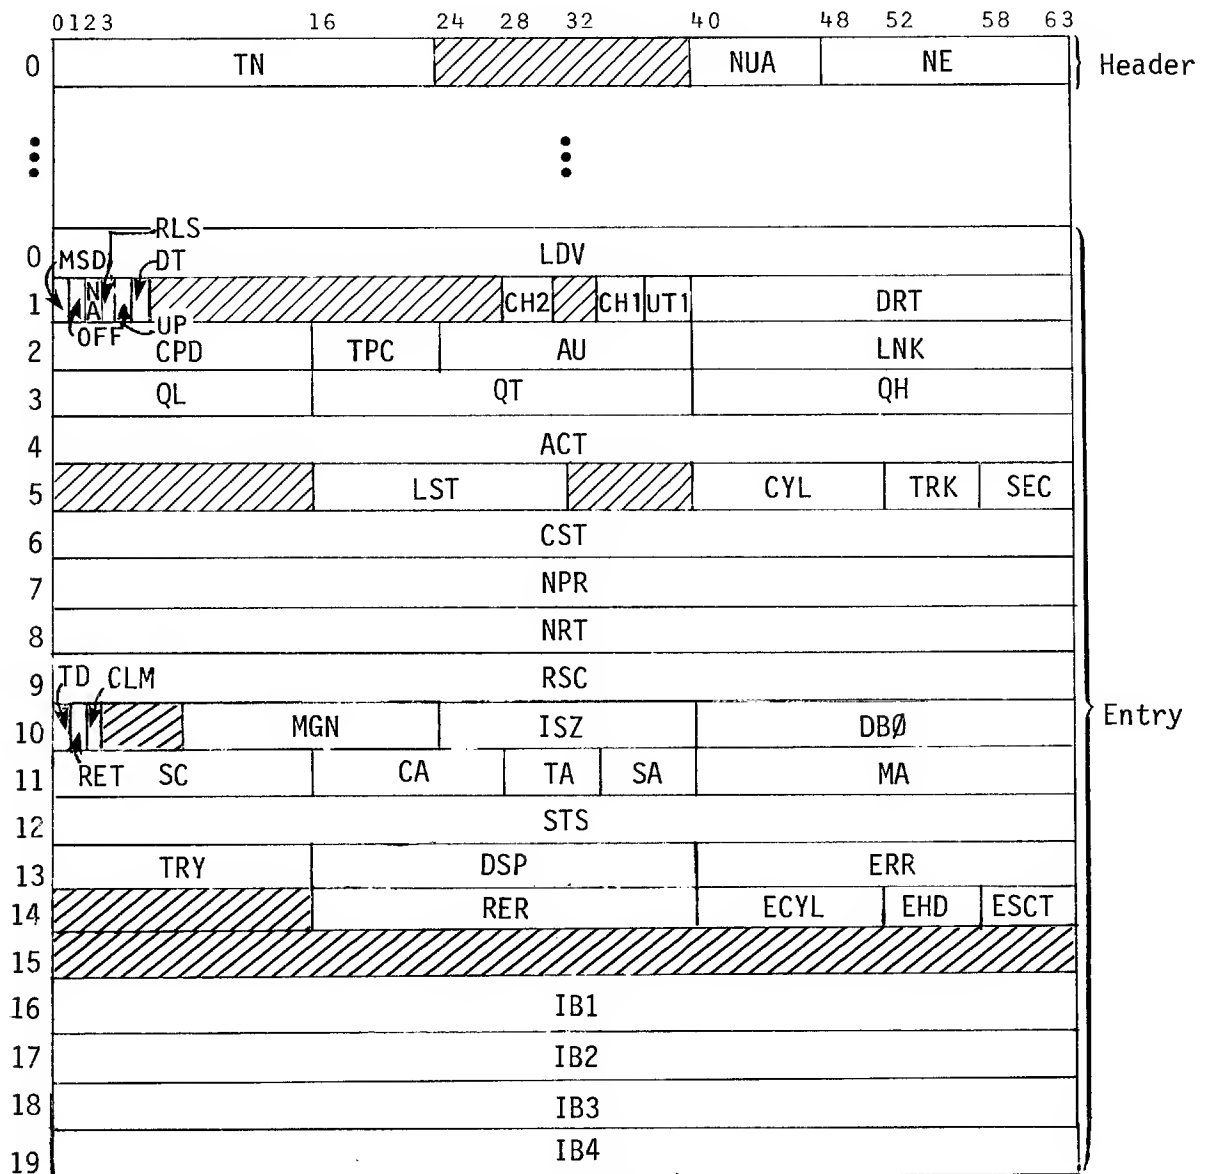 0123 16 24 28 32 40 48 52 58 63
0 TN NUA NE Header
RLS
0 MSD DT LDV
1 NA CH2 CH1 UT1 DRT
OFF UP
2 CPD TPC AU LNK
3 QL QT QH
4 ACT
5 LST CYL TRK SEC
6 CST
7 NPR
8 NRT
9 TD CLM RSC
10 MGN ISZ DBØ Entry
11 RET SC CA TA SA MA
12 STS
13 TRY DSP ERR
14 RER ECYL EHD ESCT
15
16 IB1
17 IB2
18 IB3
19 IB4